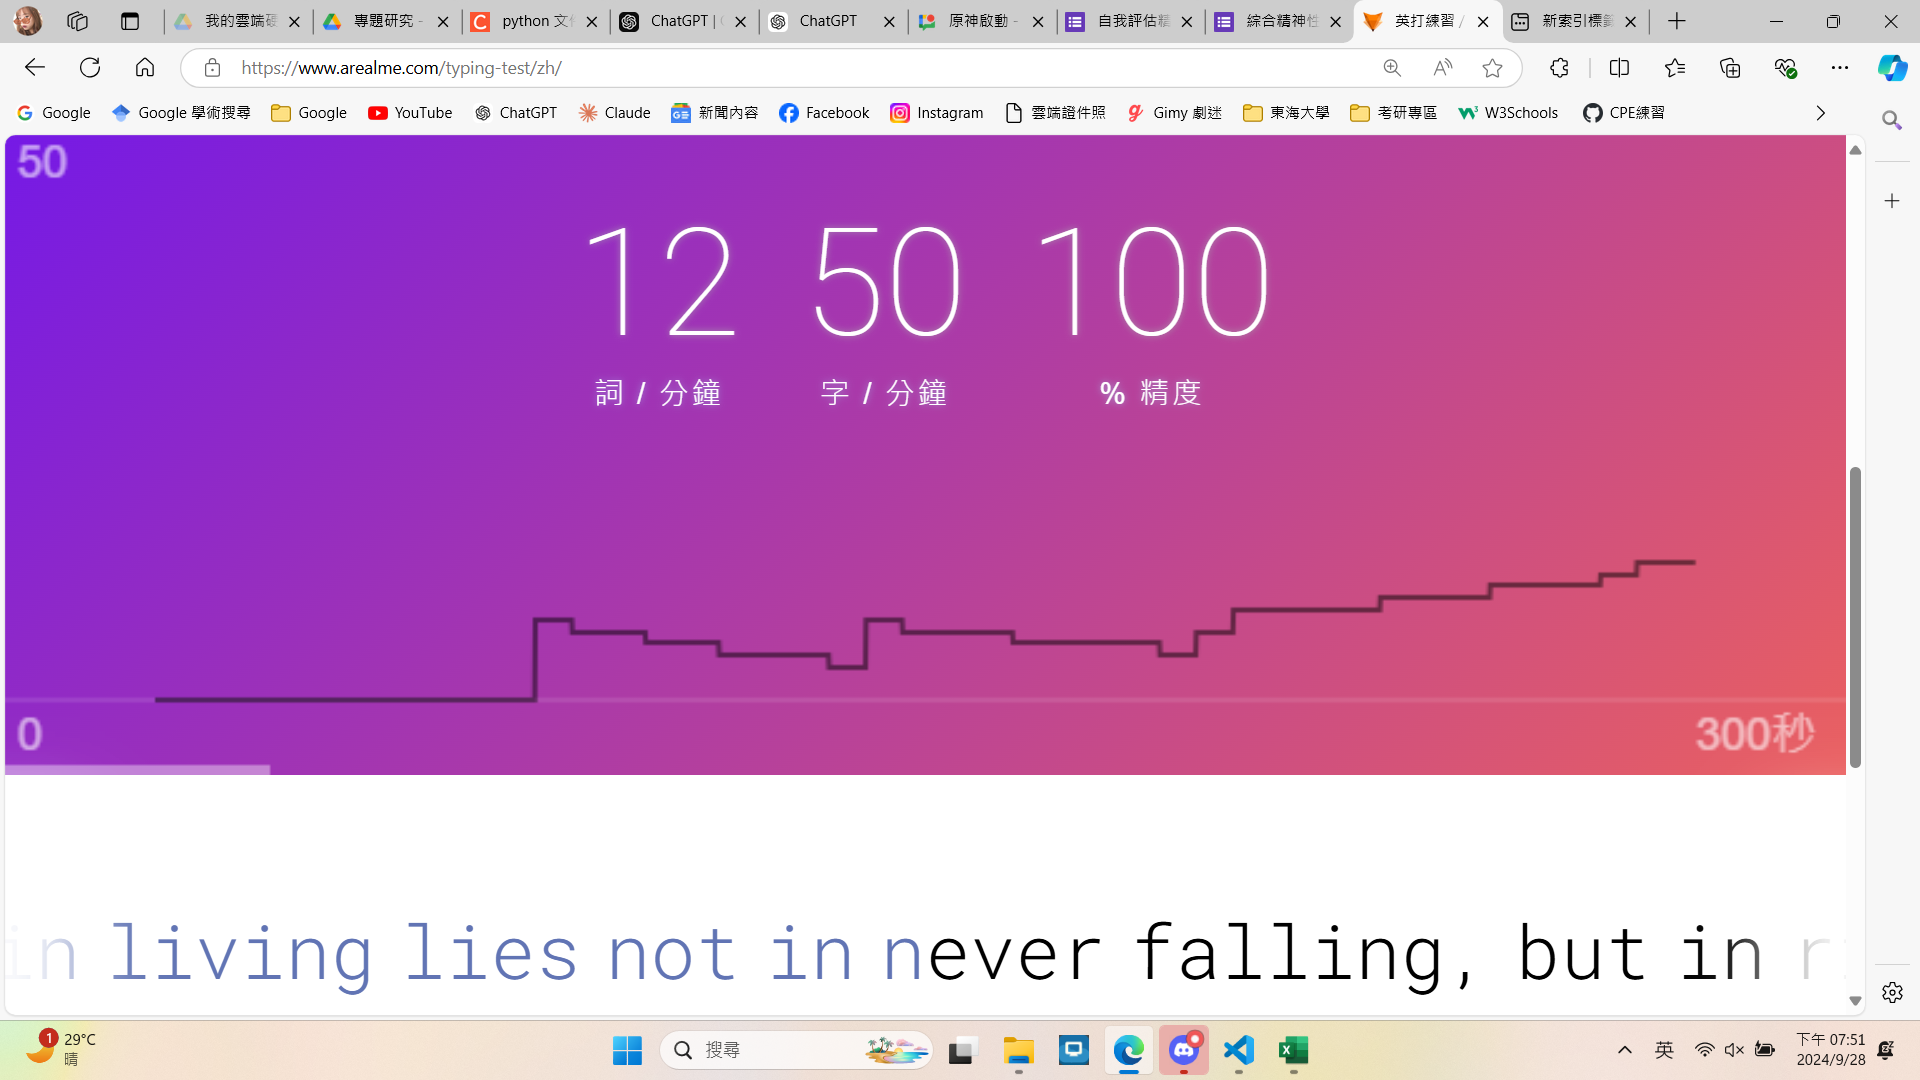 我的雲端硬
專題研究 -
python 文
ChatGPT |
ChatGPT
原神啟動 -
自我評估
綜合精神性
英打練習 /
新索引標籤
https://www.arealme.com/typing-test/zh/
Google
Google 學術搜尋
Google
YouTube
ChatGPT
Claude
新聞內容
Facebook
Instagram
雲端證件照
Gimy 劇迷
東海大學
考研專區
W3Schools
CPE練習
50
12 50 100
詞 / 分鐘 字 / 分鐘 % 精度
0
300秒
in living lies not in never falling, but in r
1
29°C
晴
搜尋
英
下午 07:51
2024/9/28